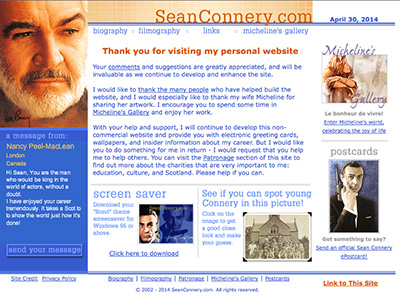 SeanConnery.com
April 30, 2014
biography filmography links micheline's gallery
Thank you for visiting my personal website
Your comments and suggestions are greatly appreciated, and will be
invaluable as we continue to develop and enhance the site.
I would like to thank the many people who have helped build the
website, and I would especially like to thank my wife Micheline for
sharing her artwork. I encourage you to spend some time in
Micheline's Gallery and enjoy her work.
With your help and support, I will continue to develop this non-
commercial website and provide you with electronic greeting cards,
wallpapers, and insider information about my career. But I would like
you to do something for me in return - I would request that you help
me to help others. You can visit the Patronage section of this site to
find out more about the charities that are very important to me:
education, culture, and Scotland. Please help if you can.
a message from:
Nancy Peel-MacLean
London
Canada
Hi Sean, You are the man
who would be king in the
world of actors, without a
doubt.
I have enjoyed your career
tremendously. It takes a Scot to
to show the world just how it's
done!
send your message
screen saver
Download your
"Bond" theme
screensaver for
Windows 95 or
above.
Click here to download
See if you can spot young
Connery in this picture!
Click on the
image to get
a good close
look and
make your
guess.
Micheline's
Gallery
Le bonheur de vivre!
Enter Micheline's world,
celebrating the joy of life
postcards
Got something to say?
Send an official Sean Connery
ePostcard!
Site Credit Privacy Policy
Biography | Filmography | Patronage | Micheline's Gallery | Postcards
Link to This Site
© 2002 - 2014 SeanConnery.com. All rights reserved.